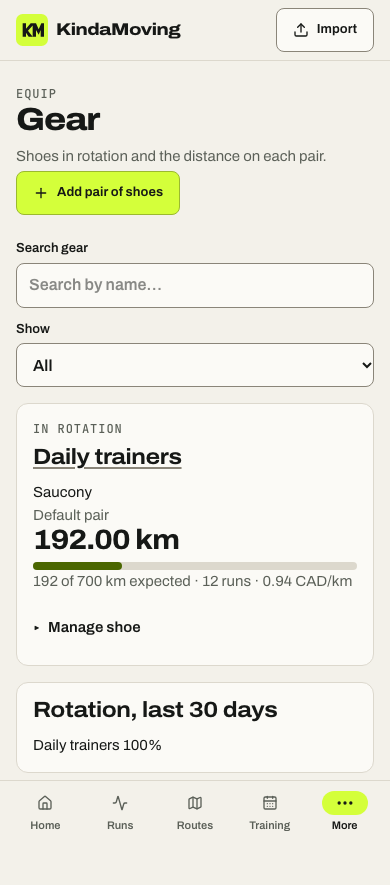 KM KindaMoving
Import
EQUIP
Gear
Shoes in rotation and the distance on each pair.
+ Add pair of shoes
Search gear
Search by name...
Show
All
IN ROTATION
Daily trainers
Saucony
Default pair
192.00 km
192 of 700 km expected · 12 runs · 0.94 CAD/km
▸ Manage shoe
Rotation, last 30 days
Daily trainers 100%
Home Runs Routes Training More